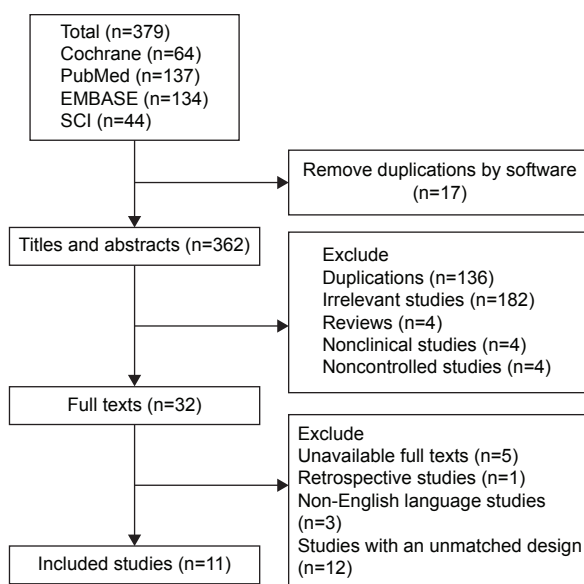 Total (n=379)
Cochrane (n=64)
PubMed (n=137)
EMBASE (n=134)
SCI (n=44)
Remove duplications by software
(n=17)
Titles and abstracts (n=362)
Exclude
Duplications (n=136)
Irrelevant studies (n=182)
Reviews (n=4)
Nonclinical studies (n=4)
Noncontrolled studies (n=4)
Full texts (n=32)
Exclude
Unavailable full texts (n=5)
Retrospective studies (n=1)
Non-English language studies
(n=3)
Studies with an unmatched design
(n=12)
Included studies (n=11)